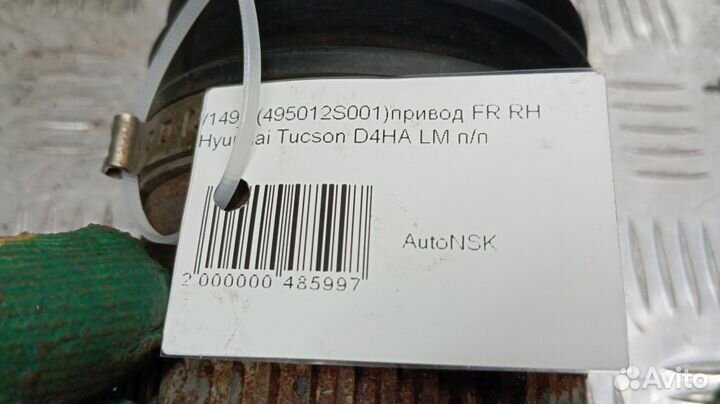 (495012S001)привод FR RH
Tucson D4HA LM п/п
AutoNSK
2 000000 485997
Avito